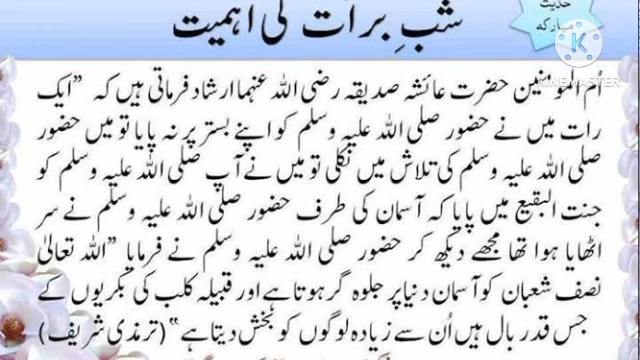 شبِ برأت کی اہمیت
حدیث
مبارکہ
KINEMASTER
اُم المومنین حضرت عائشہ صدیقہ رضی اللہ عنہما ارشاد فرماتی ہیں کہ "ایک
رات میں نے حضور صلی اللہ علیہ وسلم کو اپنے بستر پر نہ پایا تو میں حضور
صلی اللہ علیہ وسلم کی تلاش میں نکلی تو میں نے آپ صلی اللہ علیہ وسلم کو
جنت البقیع میں پایا کہ آسمان کی طرف حضور صلی اللہ علیہ وسلم نے سر
اٹھایا ہوا تھا مجھے دیکھ کر حضور صلی اللہ علیہ وسلم نے فرمایا "اللہ تعالیٰ
نصف شعبان کو آسمان دنیا پر جلوہ گر ہوتا ہے اور قبیلہ کلب کی بکریوں کے
جس قدر بال ہیں اُن سے زیادہ لوگوں کو بخش دیتا ہے" (ترمذی شریف)